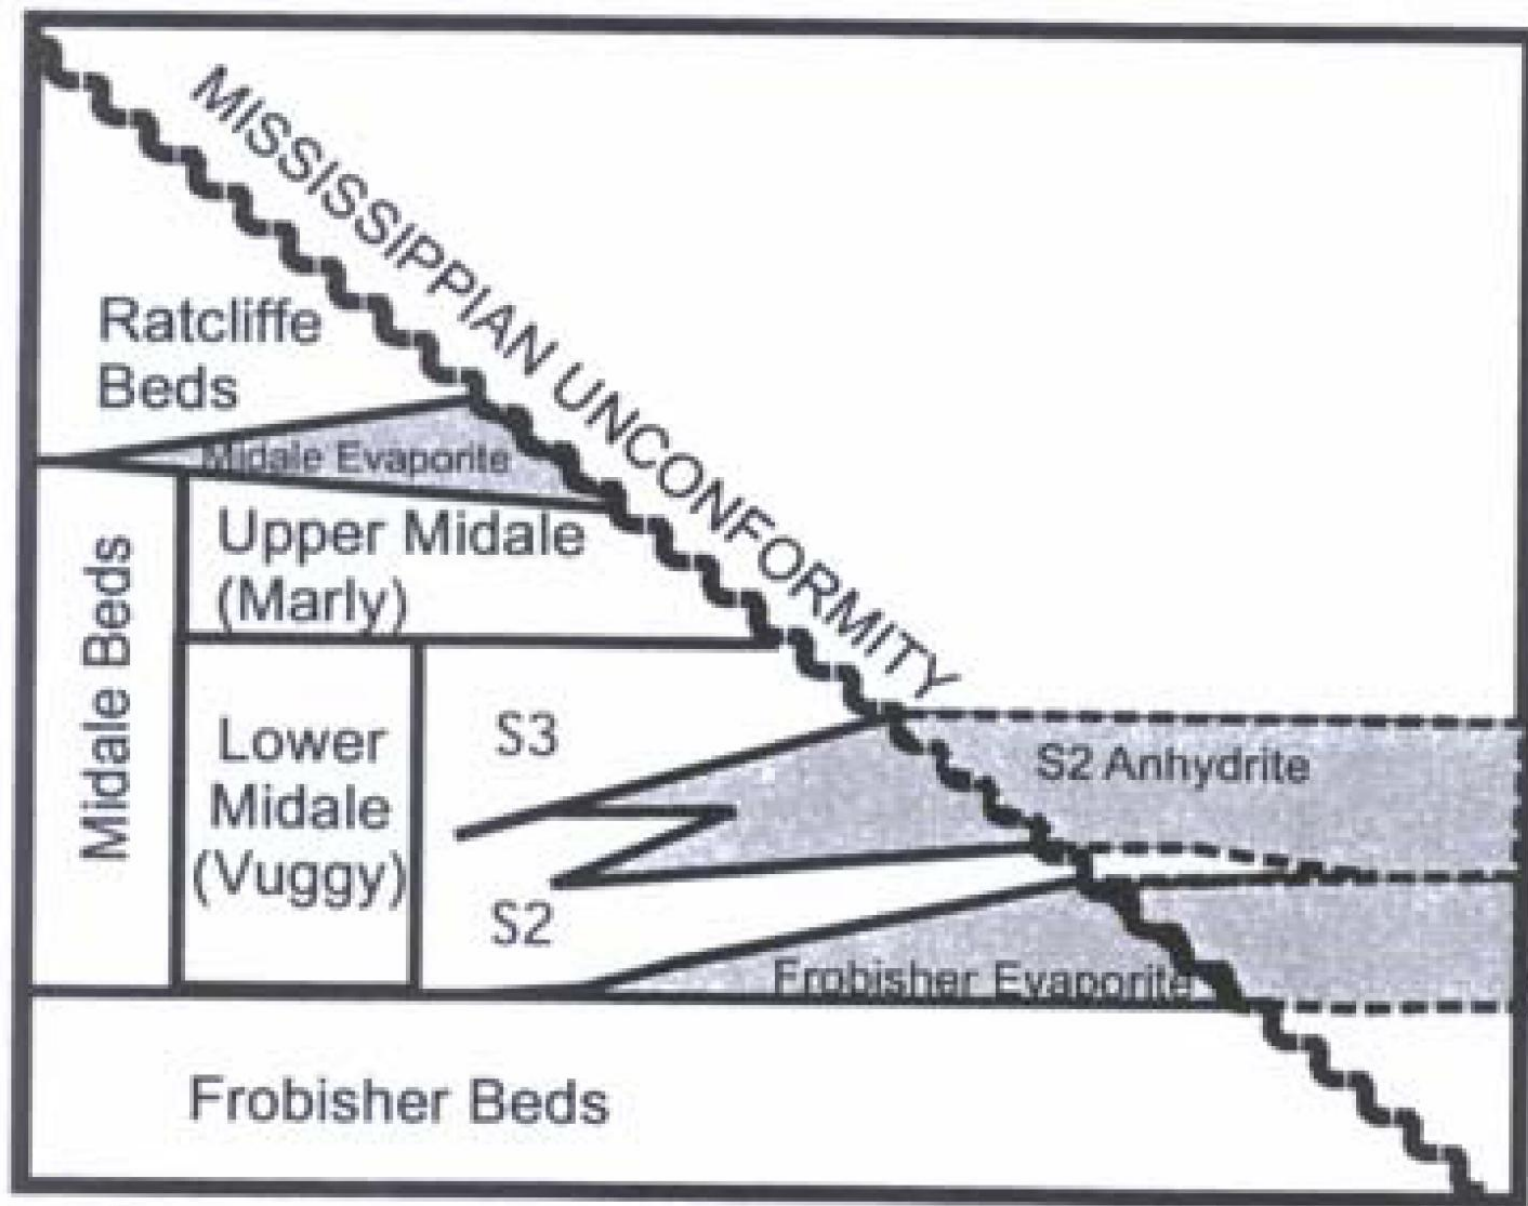 MISSISSIPPIAN UNCONFORMITY
Ratcliffe
Beds
Midale Evaporite
Midale Beds
Upper Midale
(Marly)
Lower
Midale
(Vuggy)
S3
S2 Anhydrite
S2
Frobisher Evaporite
Frobisher Beds